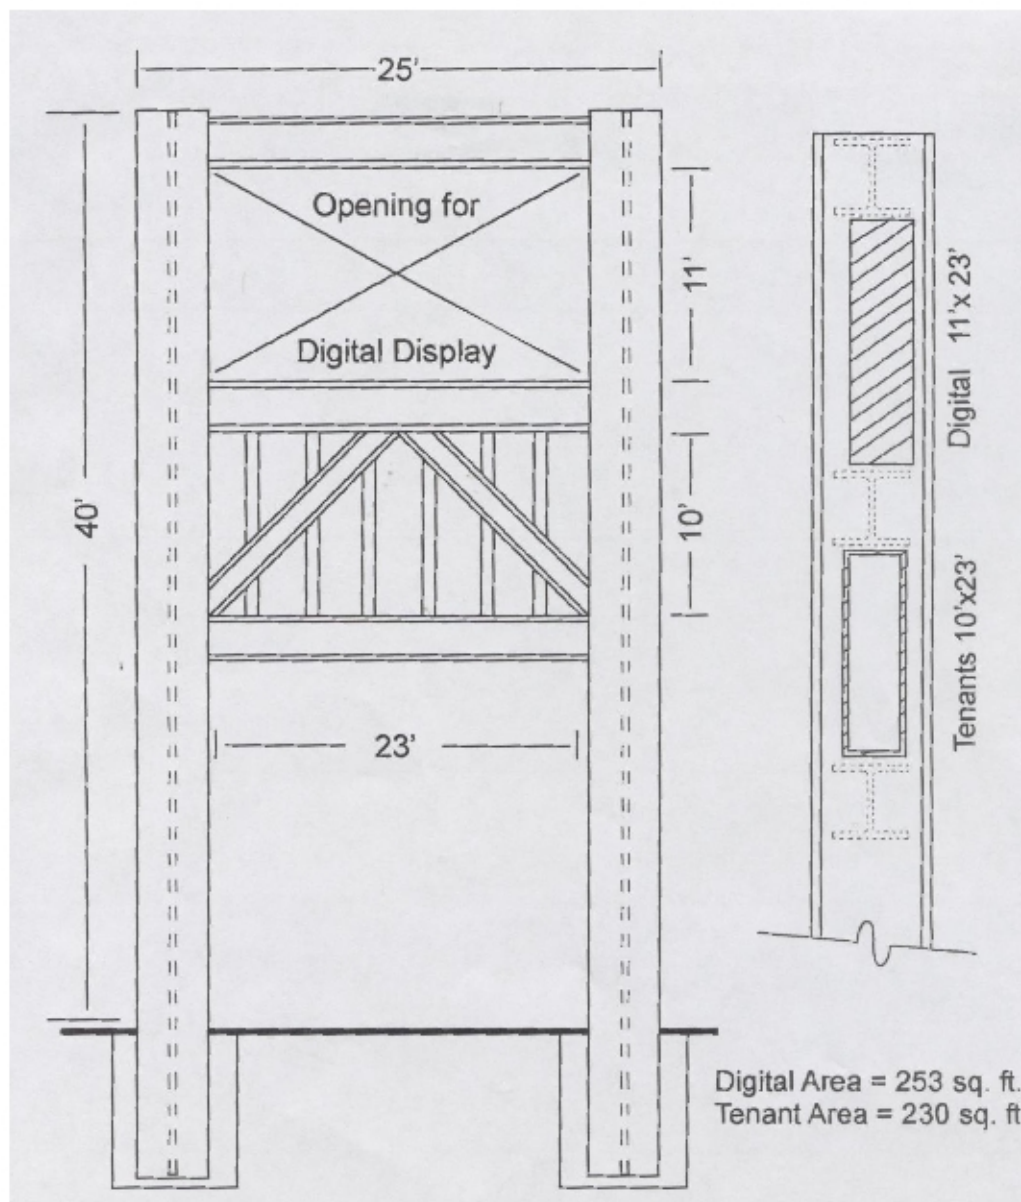 25'
Opening for
Digital Display
11'
40'
10'
23'
Digital 11'x 23'
Tenants 10'x23'
Digital Area = 253 sq. ft.
Tenant Area = 230 sq. ft